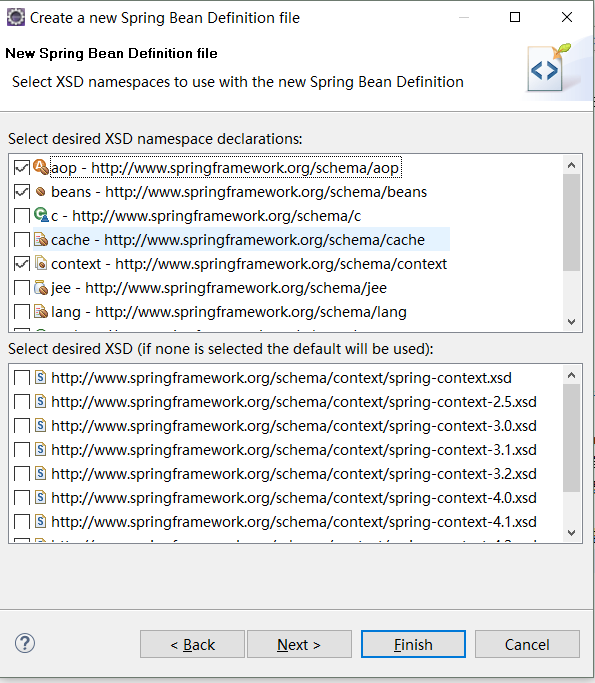 Create a new Spring Bean Definition file
New Spring Bean Definition file
Select XSD namespaces to use with the new Spring Bean Definition
Select desired XSD namespace declarations:
aop - http://www.springframework.org/schema/aop
beans - http://www.springframework.org/schema/beans
c - http://www.springframework.org/schema/c
cache - http://www.springframework.org/schema/cache
context - http://www.springframework.org/schema/context
jee - http://www.springframework.org/schema/jee
lang - http://www.springframework.org/schema/lang
Select desired XSD (if none is selected the default will be used):
http://www.springframework.org/schema/context/spring-context.xsd
http://www.springframework.org/schema/context/spring-context-2.5.xsd
http://www.springframework.org/schema/context/spring-context-3.0.xsd
http://www.springframework.org/schema/context/spring-context-3.1.xsd
http://www.springframework.org/schema/context/spring-context-3.2.xsd
http://www.springframework.org/schema/context/spring-context-4.0.xsd
http://www.springframework.org/schema/context/spring-context-4.1.xsd
< Back
Next >
Finish
Cancel